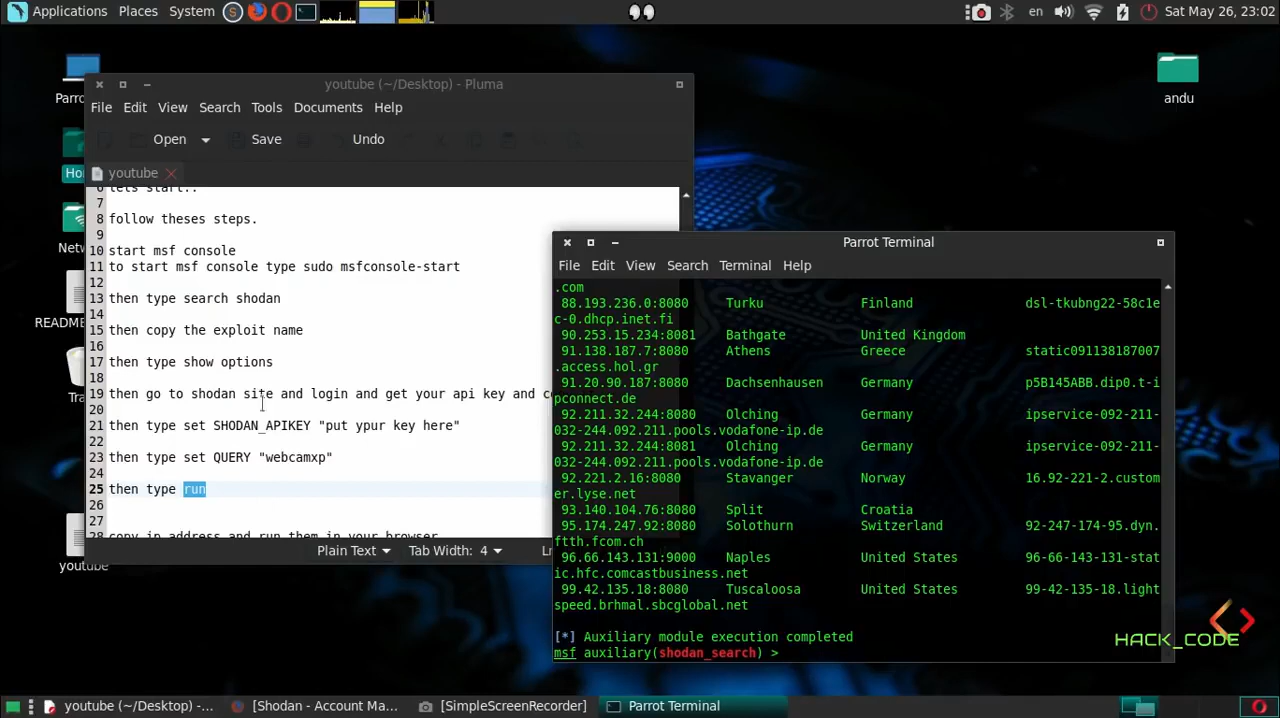 Applications Places System
en
Sat May 26, 23:02
Parro
youtube (~/Desktop) - Pluma
andu
File Edit View Search Tools Documents Help
Open Save Undo
youtube
Netw
README
youtube
6 lets start..
7
8 follow theses steps.
9
10 start msf console
11 to start msf console type sudo msfconsole-start
12
13 then type search shodan
14
15 then copy the exploit name
16
17 then type show options
18
19 then go to shodan site and login and get your api key and co
20
21 then type set SHODAN_APIKEY "put ypur key here"
22
23 then type set QUERY "webcamxp"
24
25 then type run
26
27
28 copy ip address and run them in your browser
Plain Text Tab Width: 4 Ln
Parrot Terminal
File Edit View Search Terminal Help
.com
88.193.236.0:8080 Turku Finland dsl-tkubng22-58c1e
c-0.dhcp.inet.fi
90.253.15.234:8081 Bathgate United Kingdom
91.138.187.7:8080 Athens Greece static091138187007
.access.hol.gr
91.20.90.187:8080 Dachsenhausen Germany p5B145ABB.dip0.t-i
pconnect.de
92.211.32.244:8080 Olching Germany ipservice-092-211-
032-244.092.211.pools.vodafone-ip.de
92.211.32.244:8081 Olching Germany ipservice-092-211-
032-244.092.211.pools.vodafone-ip.de
92.221.2.16:8080 Stavanger Norway 16.92-221-2.custom
er.lyse.net
93.140.104.76:8080 Split Croatia
95.174.247.92:8080 Solothurn Switzerland 92-247-174-95.dyn.
ftth.fcom.ch
96.66.143.131:9000 Naples United States 96-66-143-131-stat
ic.hfc.comcastbusiness.net
99.42.135.18:8080 Tuscaloosa United States 99-42-135-18.light
speed.brhmal.sbcglobal.net
[*] Auxiliary module execution completed
msf auxiliary(shodan_search) >
HACK_CODE
youtube (~/Desktop) -... [Shodan - Account Ma... [SimpleScreenRecorder] Parrot Terminal